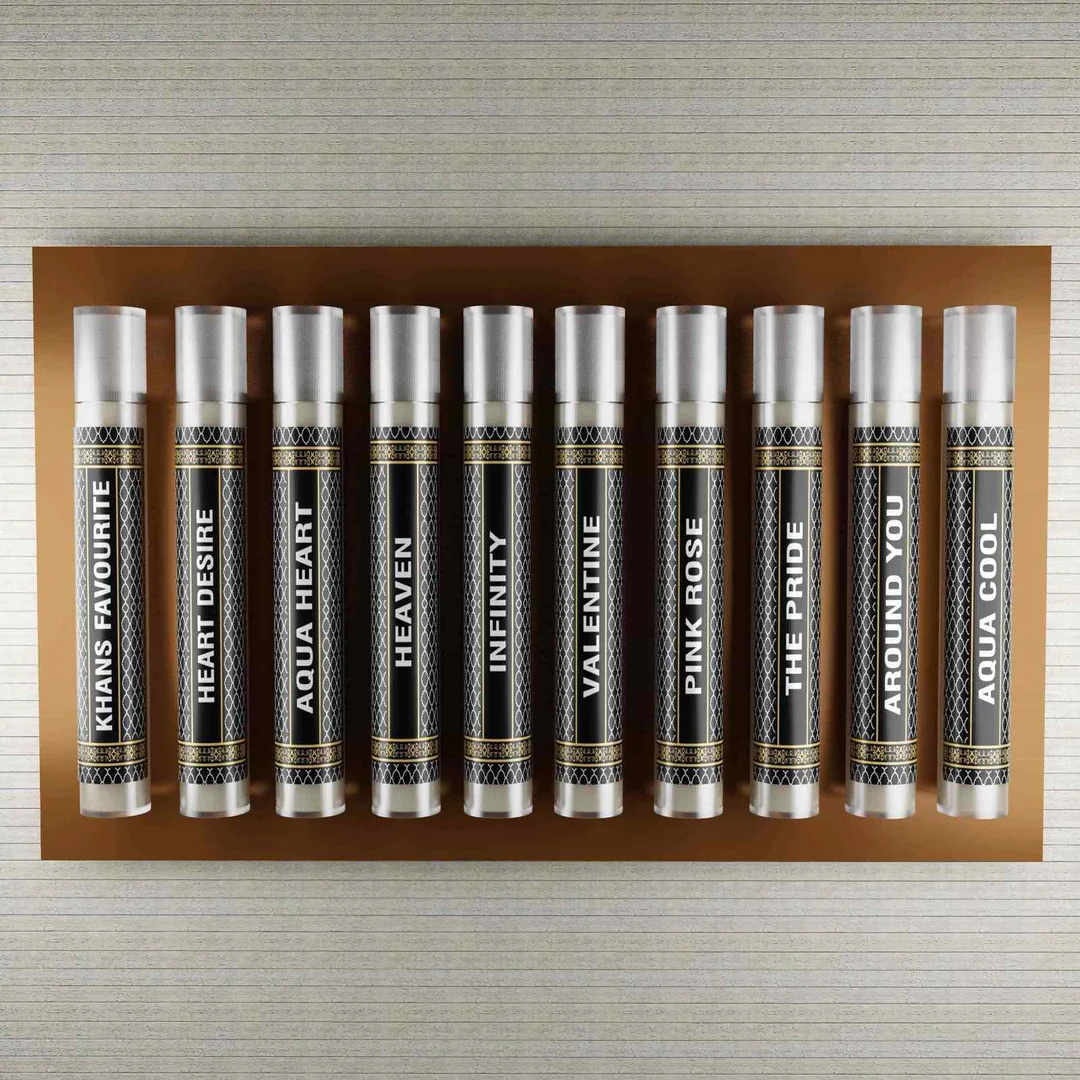 KHANS FAVOURITE
HEART DESIRE
AQUA HEART
HEAVEN
INFINITY
VALENTINE
PINK ROSE
THE PRIDE
AROUND YOU
AQUA COOL